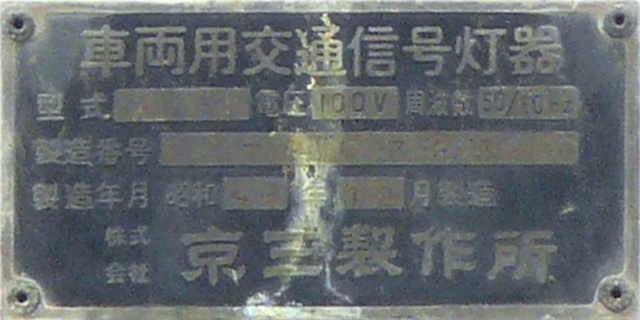 車両用交通信号灯器
型式 電圧 100V 周波数 50/60Hz
製造番号
製造年月 昭和 年 12月製造
株式会社 京三製作所